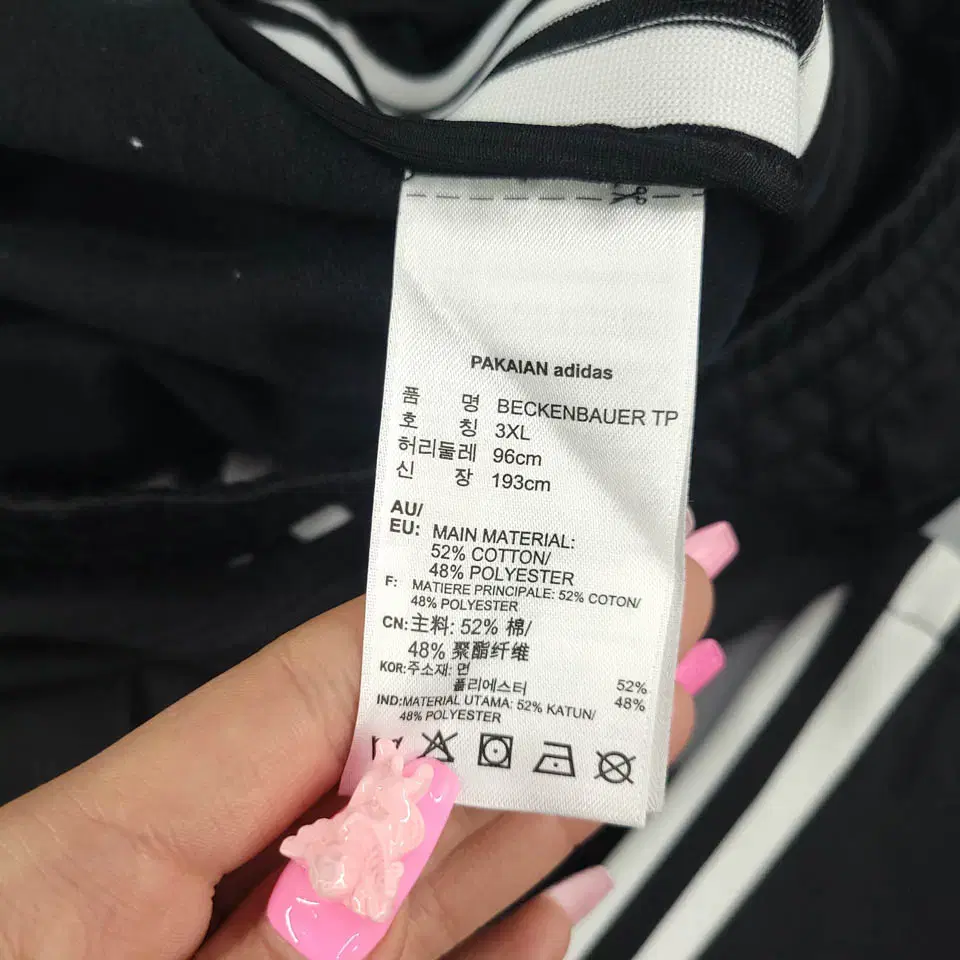 PAKAIAN adidas
품 명 BECKENBAUER TP
호 칭 3XL
허리둘레 96cm
신 장 193cm
AU/
EU: MAIN MATERIAL:
52% COTTON/
48% POLYESTER
F: MATIERE PRINCIPALE: 52% COTON/
48% POLYESTER
CN:主料: 52% 棉/
48% 聚酯纤维
KOR:주소재: 면 52%
폴리에스터 48%
IND:MATERIAL UTAMA: 52% KATUN/
48% POLYESTER